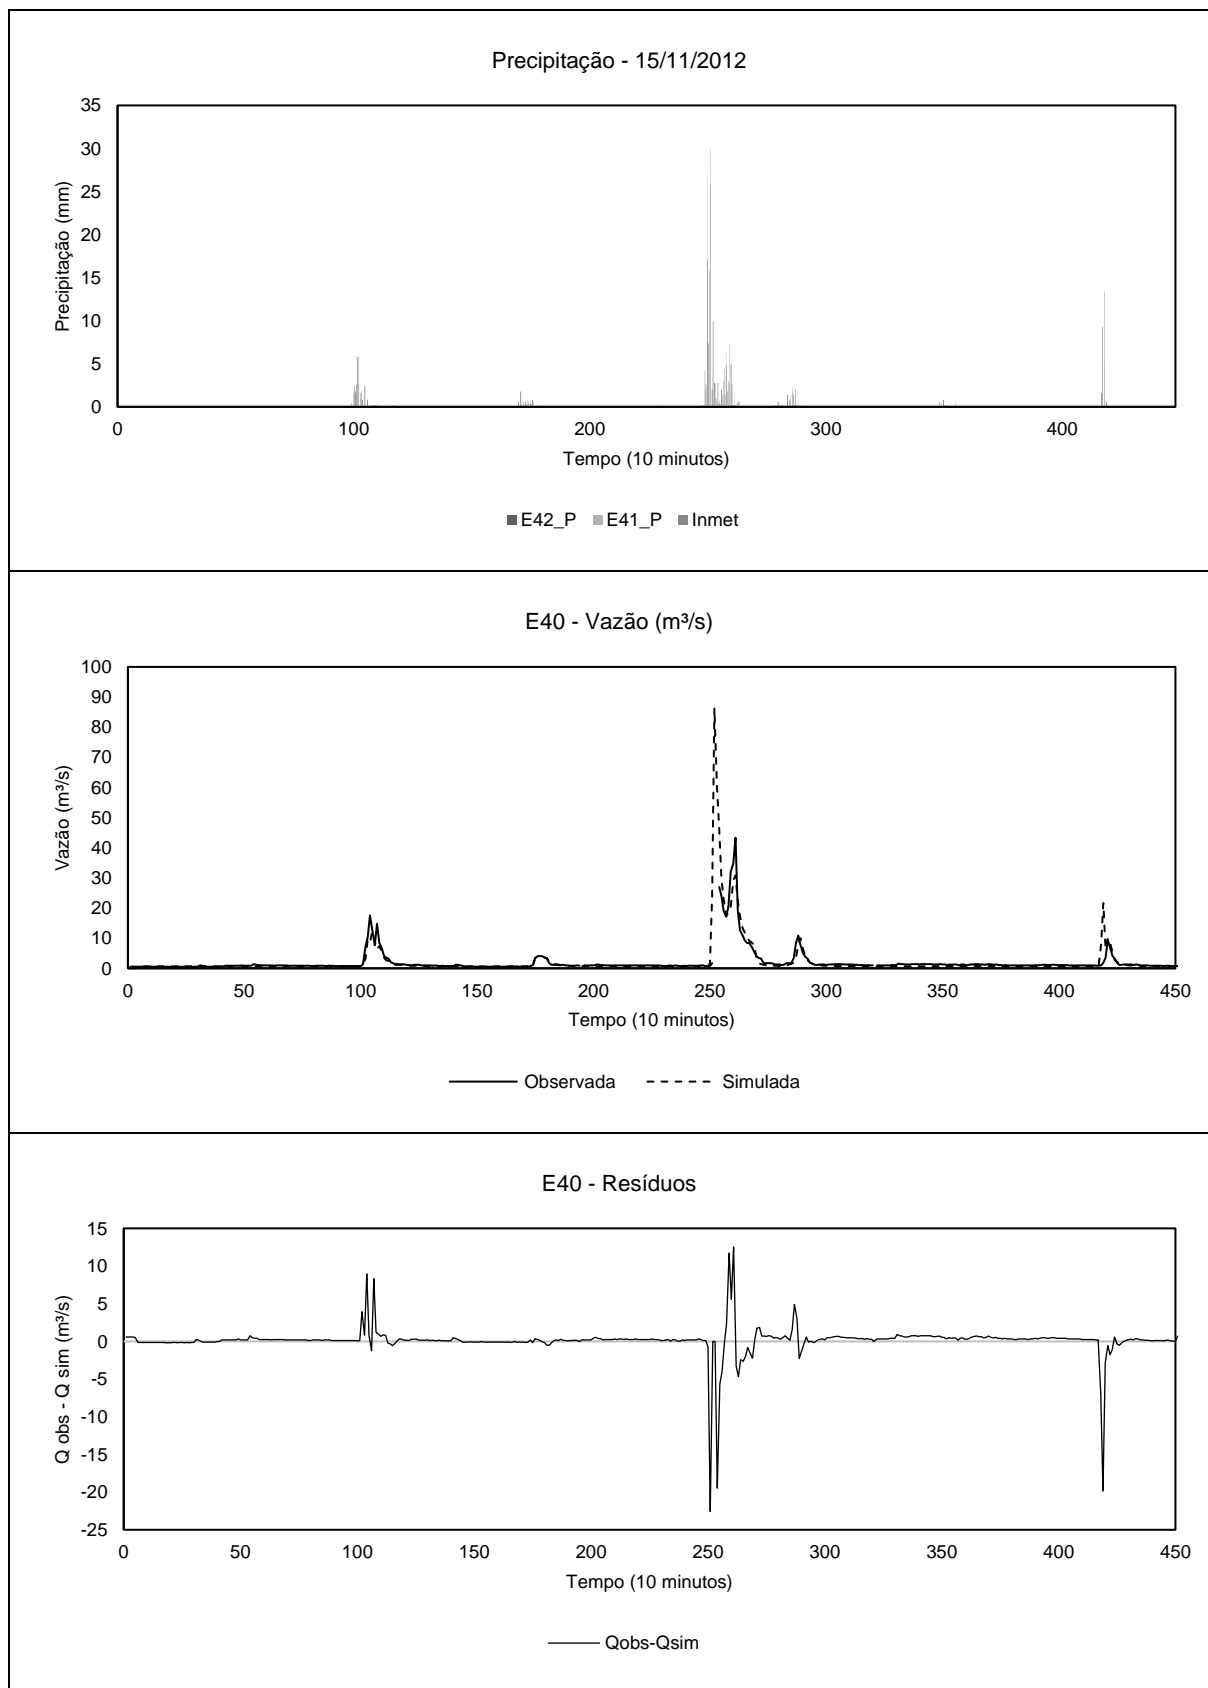 Precipitação - 15/11/2012
35
30
25
20
15
10
5
0
Precipitação (mm)
0 100 200 300 400
Tempo (10 minutos)
E42_P E41_P Inmet
E40 - Vazão (m³/s)
100
90
80
70
60
50
40
30
20
10
0
Vazão (m³/s)
0 50 100 150 200 250 300 350 400 450
Tempo (10 minutos)
Observada Simulada
E40 - Resíduos
15
10
5
0
-5
-10
-15
-20
-25
Q obs - Q sim (m³/s)
0 50 100 150 200 250 300 350 400 450
Tempo (10 minutos)
Qobs-Qsim